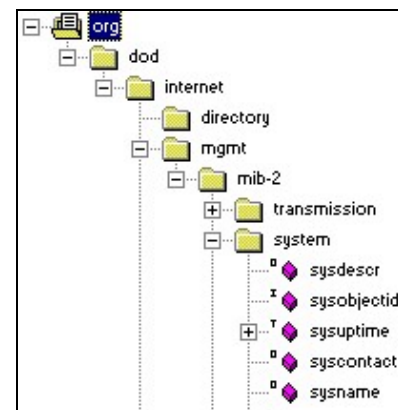 org
dod
internet
directory
mgmt
mib-2
transmission
system
sysdescr
sysobjectid
sysuptime
syscontact
sysname